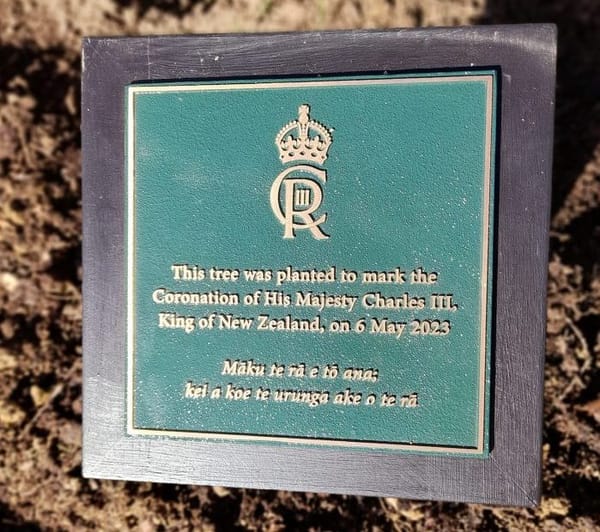 CIIIR
This tree was planted to mark the
Coronation of His Majesty Charles III,
King of New Zealand, on 6 May 2023
Māku te rā e tō ana;
kei a koe te urunga ake o te rā